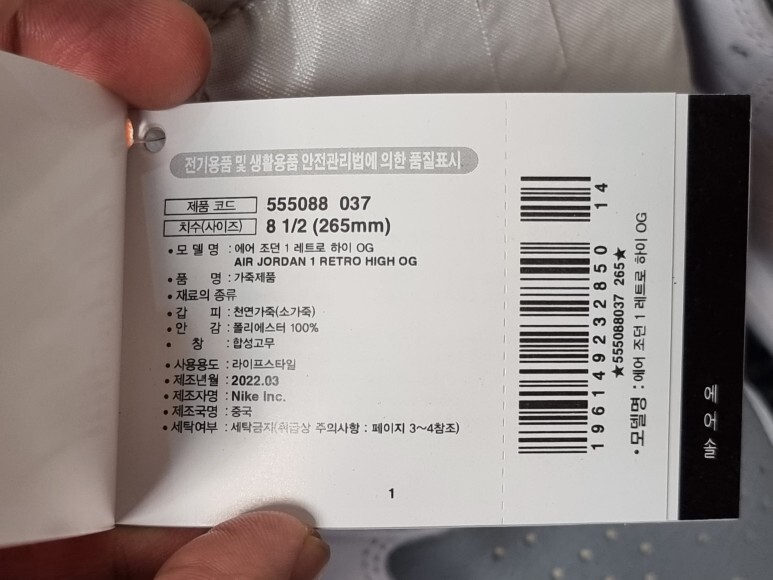 전기용품 및 생활용품 안전관리법에 의한 품질표시
제품 코드 555088 037
치수(사이즈) 8 1/2 (265mm)
• 모 델 명 : 에어 조던 1 레트로 하이 OG
AIR JORDAN 1 RETRO HIGH OG
• 품 명 : 가죽제품
• 재료의 종류
• 갑 피 : 천연가죽(소가죽)
• 안 감 : 폴리에스터 100%
• 창 : 합성고무
• 사용용도 : 라이프스타일
• 제조년월 : 2022.03
• 제조자명 : Nike Inc.
• 제조국명 : 중국
• 세탁여부 : 세탁금지(취급상 주의사항 : 페이지 3~4참조)
1
14
196149232850
★555088037 265★
• 모델명 : 에어 조던 1 레트로 하이 OG
에어솔